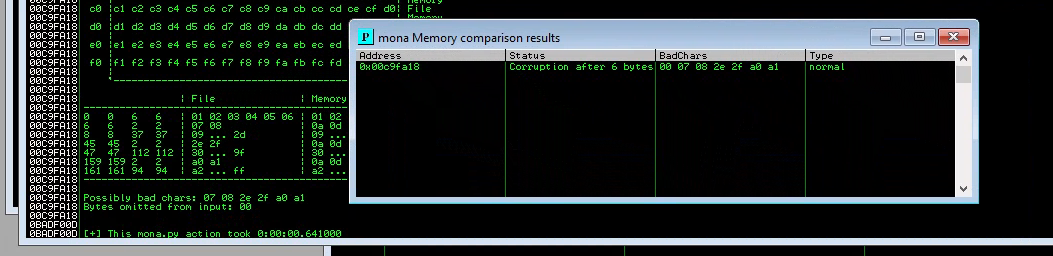 00C9FA18 c0 |c1 c2 c3 c4 c5 c6 c7 c8 c9 ca cb cc cd ce cf d0| File
00C9FA18 | | Memory
00C9FA18 d0 |d1 d2 d3 d4 d5 d6 d7 d8 d9 da db dc dd
00C9FA18
00C9FA18 e0 |e1 e2 e3 e4 e5 e6 e7 e8 e9 ea eb ec ed
00C9FA18
00C9FA18 f0 |f1 f2 f3 f4 f5 f6 f7 f8 f9 fa fb fc fd
P mona Memory comparison results
Address Status BadChars Type
0x00c9fa18 Corruption after 6 bytes 00 07 08 2e 2f a0 a1 normal
00C9FA18 | File | Memory
00C9FA18 0 0 6 6 | 01 02 03 04 05 06 | 01 02
00C9FA18 6 6 2 2 | 07 08 | 0a 0d
00C9FA18 8 8 37 37 | 09 ... 2d | 09 ...
00C9FA18 45 45 2 2 | 2e 2f | 0a 0d
00C9FA18 47 47 112 112 | 30 ... 9f | 30 ...
00C9FA18 159 159 2 2 | a0 a1 | 0a 0d
00C9FA18 161 161 94 94 | a2 ... ff | a2 ...
00C9FA18
00C9FA18
00C9FA18 Possibly bad chars: 07 08 2e 2f a0 a1
00C9FA18 Bytes omitted from input: 00
00C9FA18
0BADF00D
0BADF00D [+] This mona.py action took 0:00:00.641000